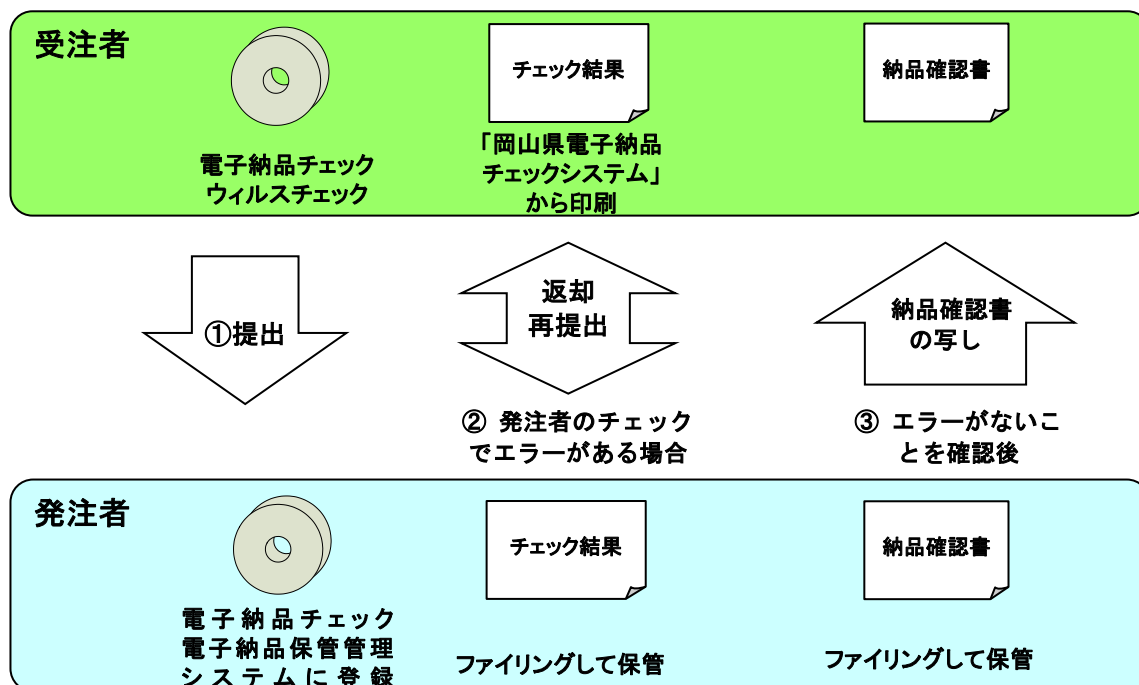 受注者
チェック結果
納品確認書
電子納品チェック
ウィルスチェック
「岡山県電子納品
チェックシステム」
から印刷
①提出
返却
再提出
納品確認書
の写し
② 発注者のチェック
でエラーがある場合
③ エラーがないこ
とを確認後
発注者
チェック結果
納品確認書
電子納品チェック
電子納品保管管理
システムに登録
ファイリングして保管
ファイリングして保管